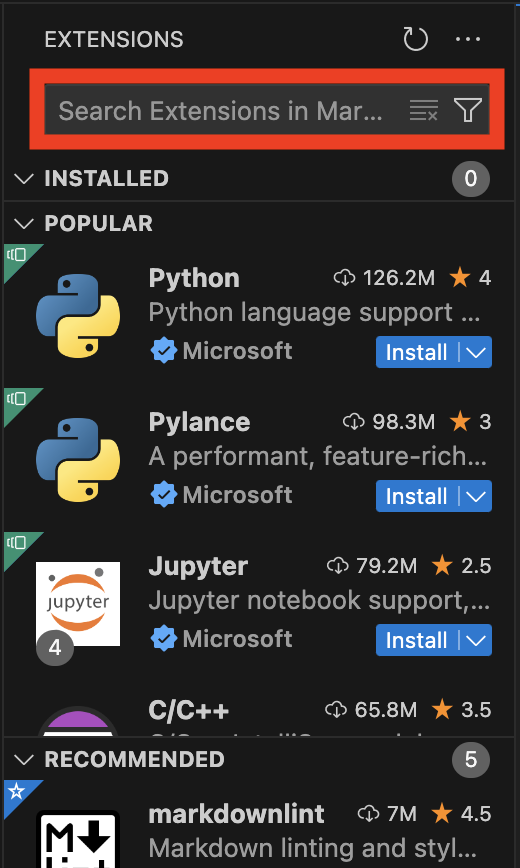 EXTENSIONS
Search Extensions in Mar...
INSTALLED 0
POPULAR
Python 126.2M 4
Python language support ...
Microsoft Install
Pylance 98.3M 3
A performant, feature-rich...
Microsoft Install
Jupyter 79.2M 2.5
jupyter
Jupyter notebook support,...
4 Microsoft Install
C/C++ 65.8M 3.5
RECOMMENDED 5
markdownlint 7M 4.5
M
Markdown linting and styl...